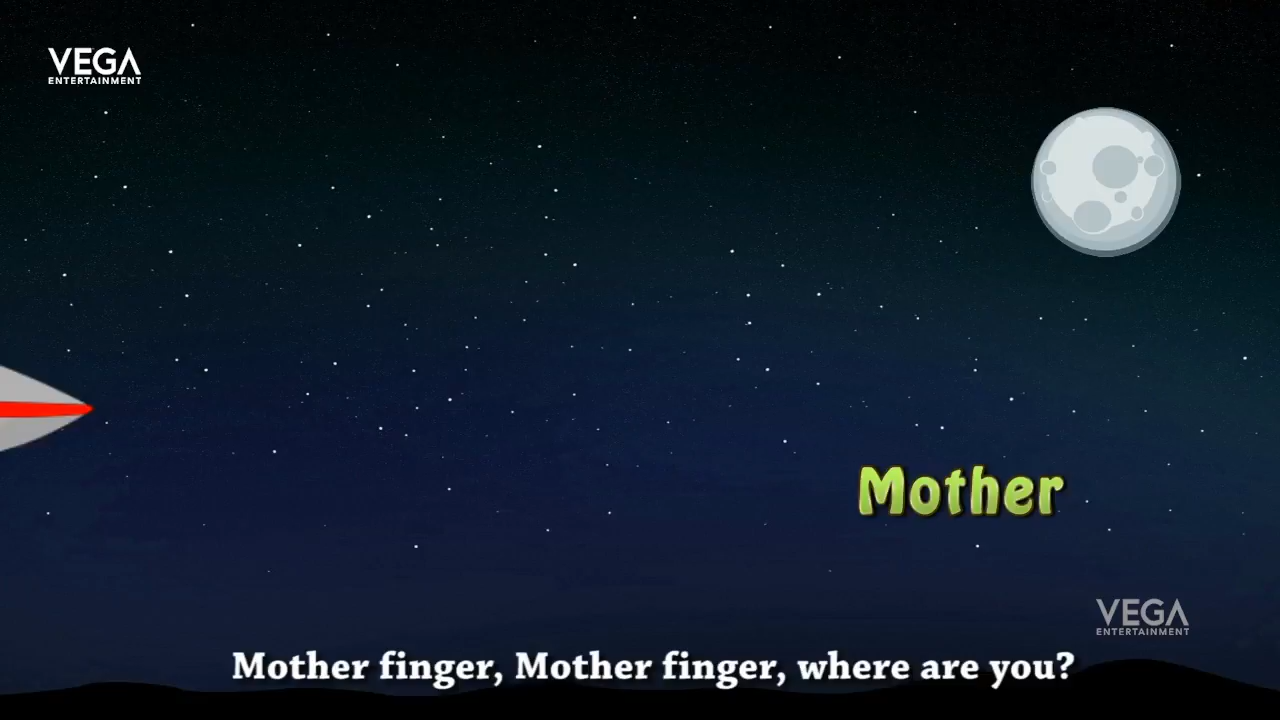 VEGA
ENTERTAINMENT
Mother
VEGA
ENTERTAINMENT
Mother finger, Mother finger, where are you?